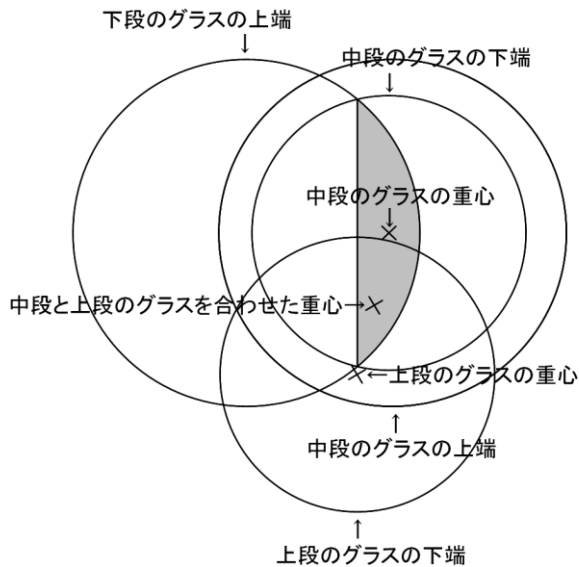 下段のグラスの上端
↓
中段のグラスの下端
↓
中段のグラスの重心
↓
中段と上段のグラスを合わせた重心→
←上段のグラスの重心
↑
中段のグラスの上端
↑
上段のグラスの下端